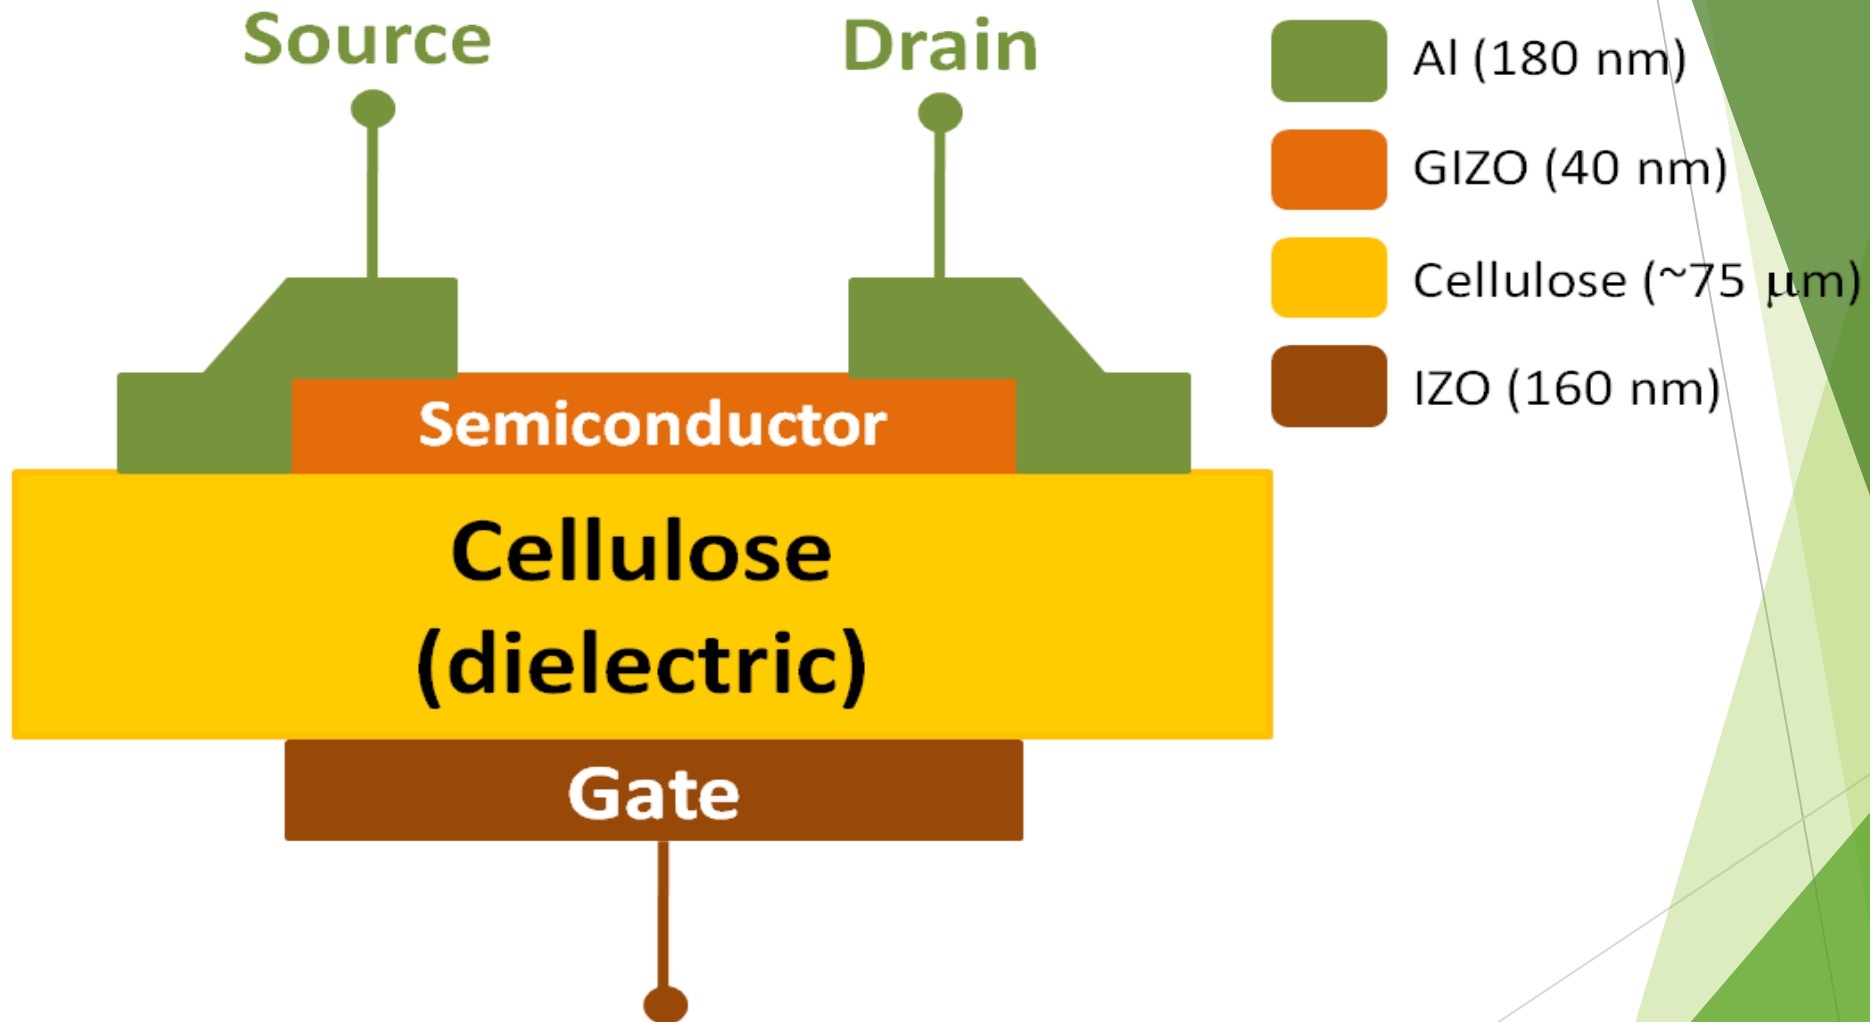 Source
Drain
Al (180 nm)
GIZO (40 nm)
Cellulose (~75 μm)
IZO (160 nm)
Semiconductor
Cellulose
(dielectric)
Gate